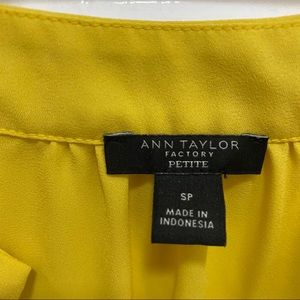 ANN TAYLOR
FACTORY
PETITE
SP
MADE IN
INDONESIA